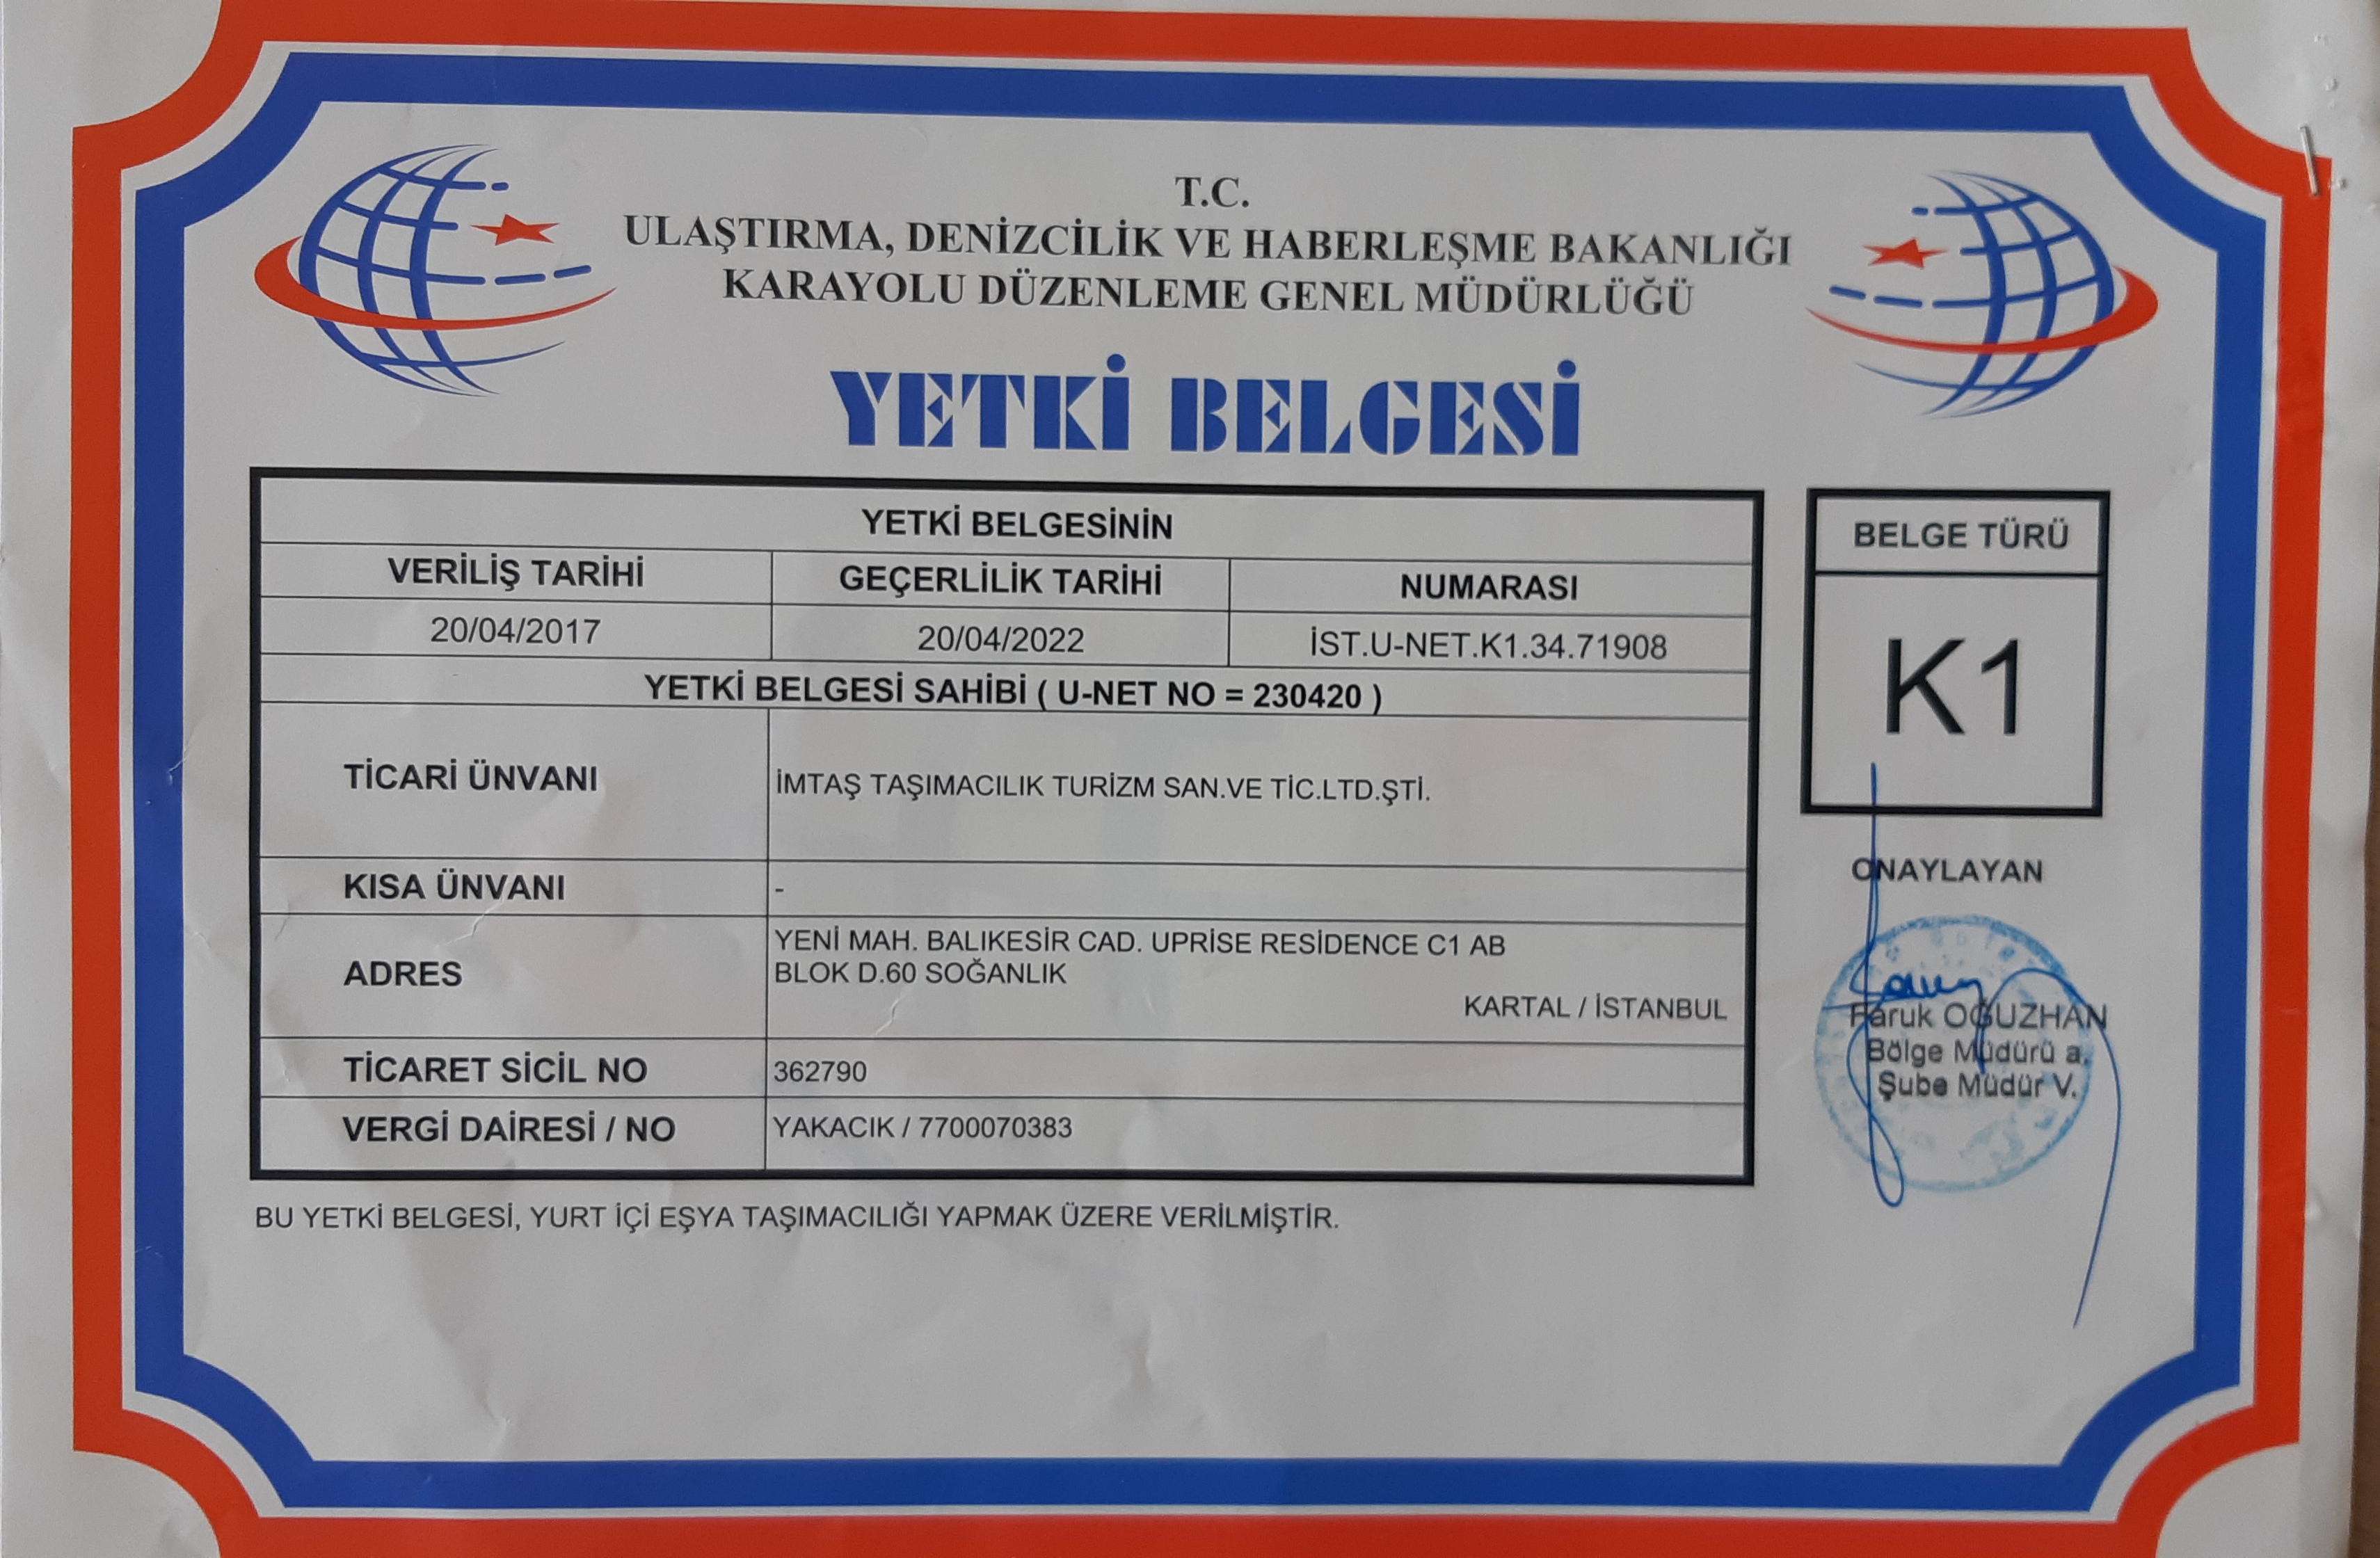 T.C.
ULAŞTIRMA, DENİZCİLİK VE HABERLEŞME BAKANLIĞI
KARAYOLU DÜZENLEME GENEL MÜDÜRLÜĞÜ
YETKİ BELGESİ
YETKİ BELGESİNİN
VERİLİŞ TARİHİ GEÇERLİLİK TARİHİ NUMARASI
20/04/2017 20/04/2022 İST.U-NET.K1.34.71908
YETKİ BELGESİ SAHİBİ ( U-NET NO = 230420 )
TİCARİ ÜNVANI İMTAŞ TAŞIMACILIK TURİZM SAN.VE TİC.LTD.ŞTİ.
KISA ÜNVANI -
ADRES YENİ MAH. BALIKESİR CAD. UPRİSE RESİDENCE C1 AB
BLOK D.60 SOĞANLIK
KARTAL / İSTANBUL
TİCARET SİCİL NO 362790
VERGİ DAİRESİ / NO YAKACIK / 7700070383
BU YETKİ BELGESİ, YURT İÇİ EŞYA TAŞIMACILIĞI YAPMAK ÜZERE VERİLMİŞTİR.
BELGE TÜRÜ
K1
ONAYLAYAN
Faruk OĞUZHAN
Bölge Müdürü a.
Şube Müdür V.